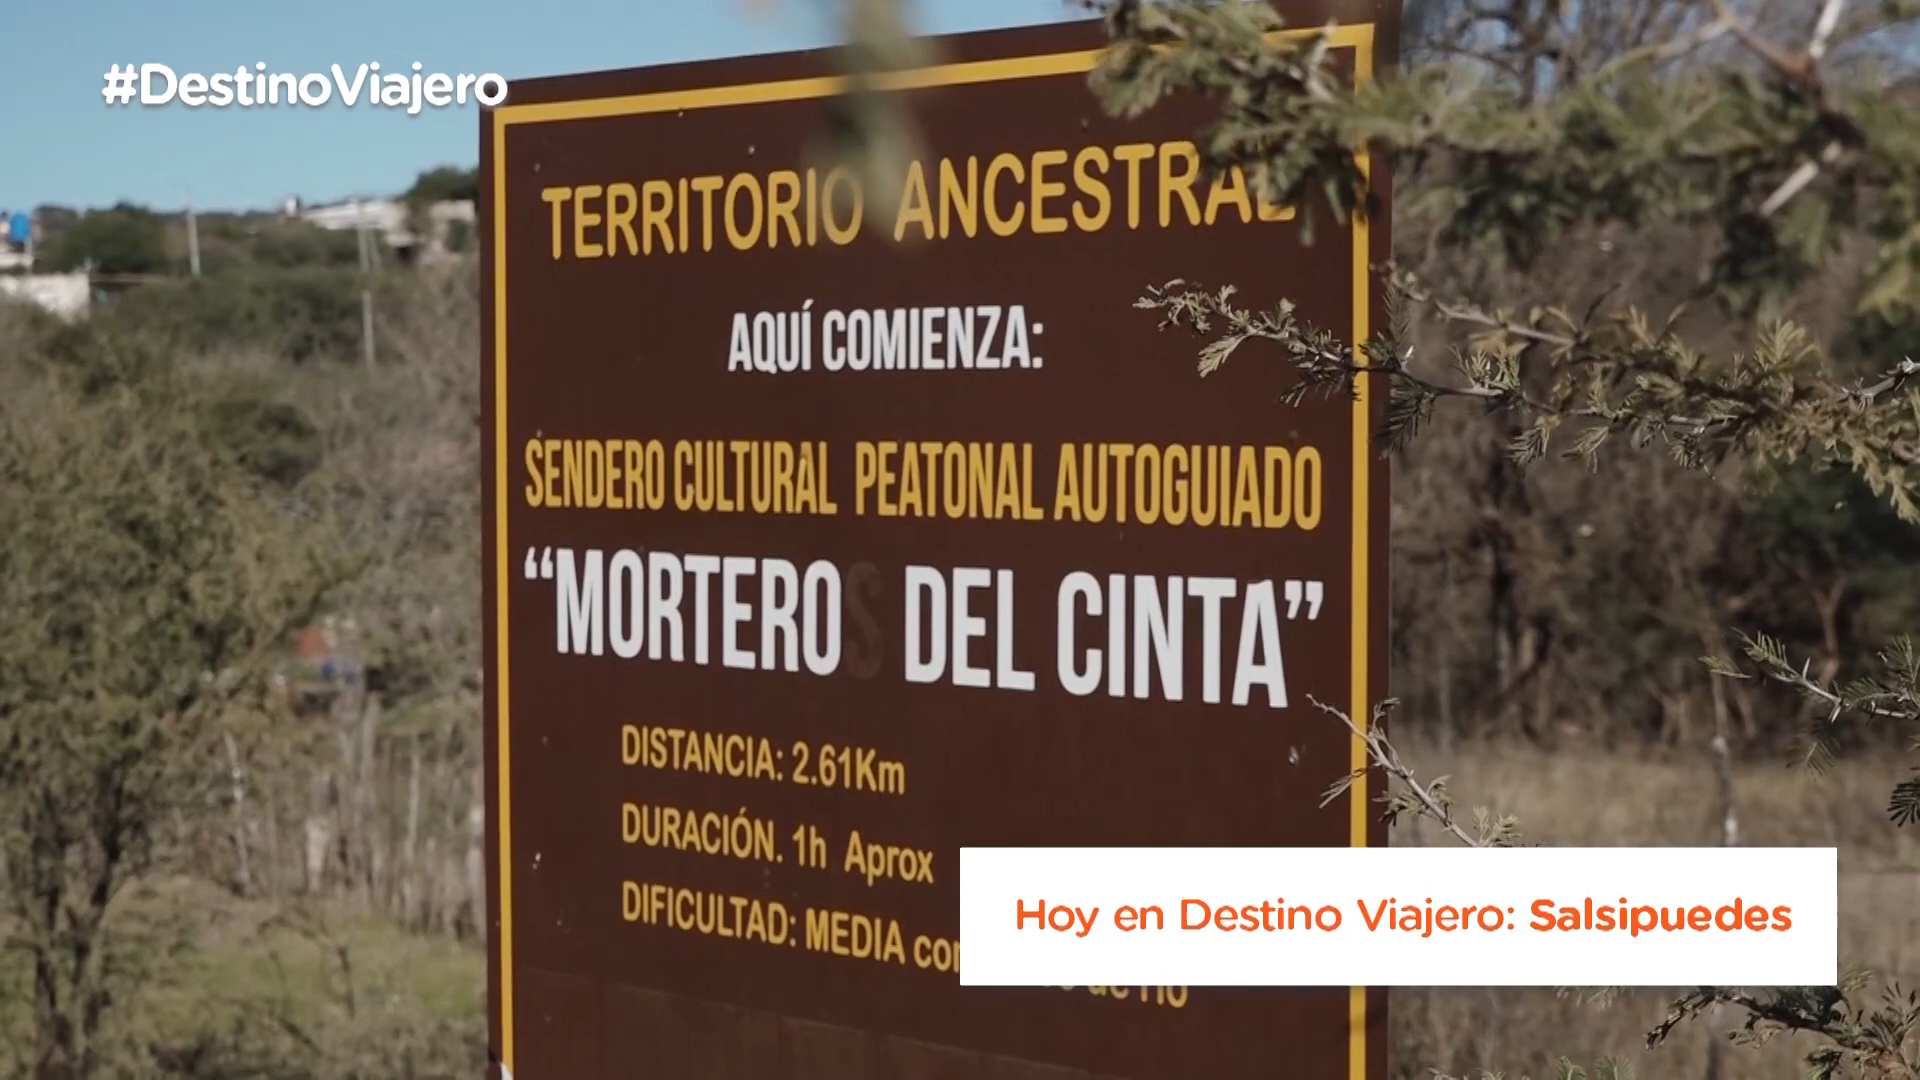 #DestinoViajero
TERRITORIO ANCESTRAL
AQUÍ COMIENZA:
SENDERO CULTURAL PEATONAL AUTOGUIADO
“MORTERO DEL CINTA”
DISTANCIA: 2.61Km
DURACIÓN. 1h Aprox
DIFICULTAD: MEDIA
Hoy en Destino Viajero: Salsipuedes